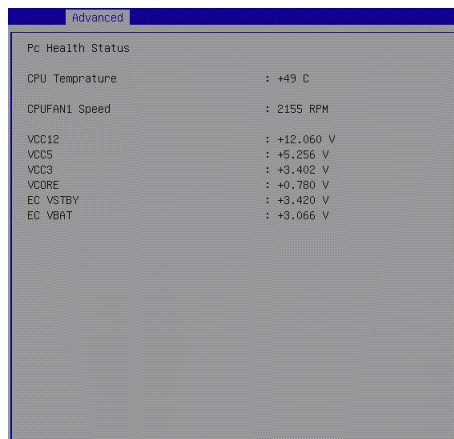 Advanced
Pc Health Status
CPU Temprature : +49 C
CPUFAN1 Speed : 2155 RPM
VCC12 : +12.060 V
VCC5 : +5.256 V
VCC3 : +3.402 V
VCORE : +0.780 V
EC VSTBY : +3.420 V
EC VBAT : +3.066 V